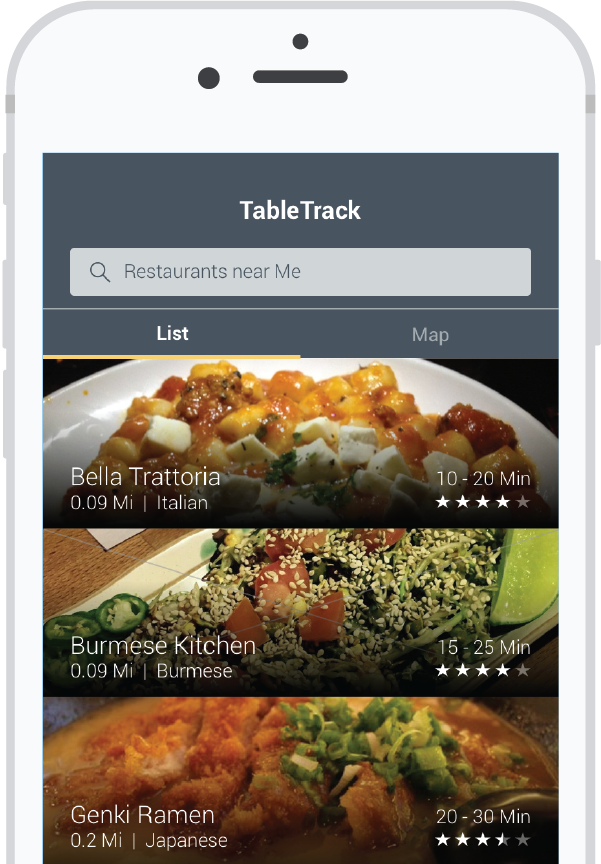 TableTrack
Restaurants near Me
List Map
Bella Trattoria 10 - 20 Min
0.09 Mi | Italian
Burmese Kitchen 15 - 25 Min
0.09 Mi | Burmese
Genki Ramen 20 - 30 Min
0.2 Mi | Japanese